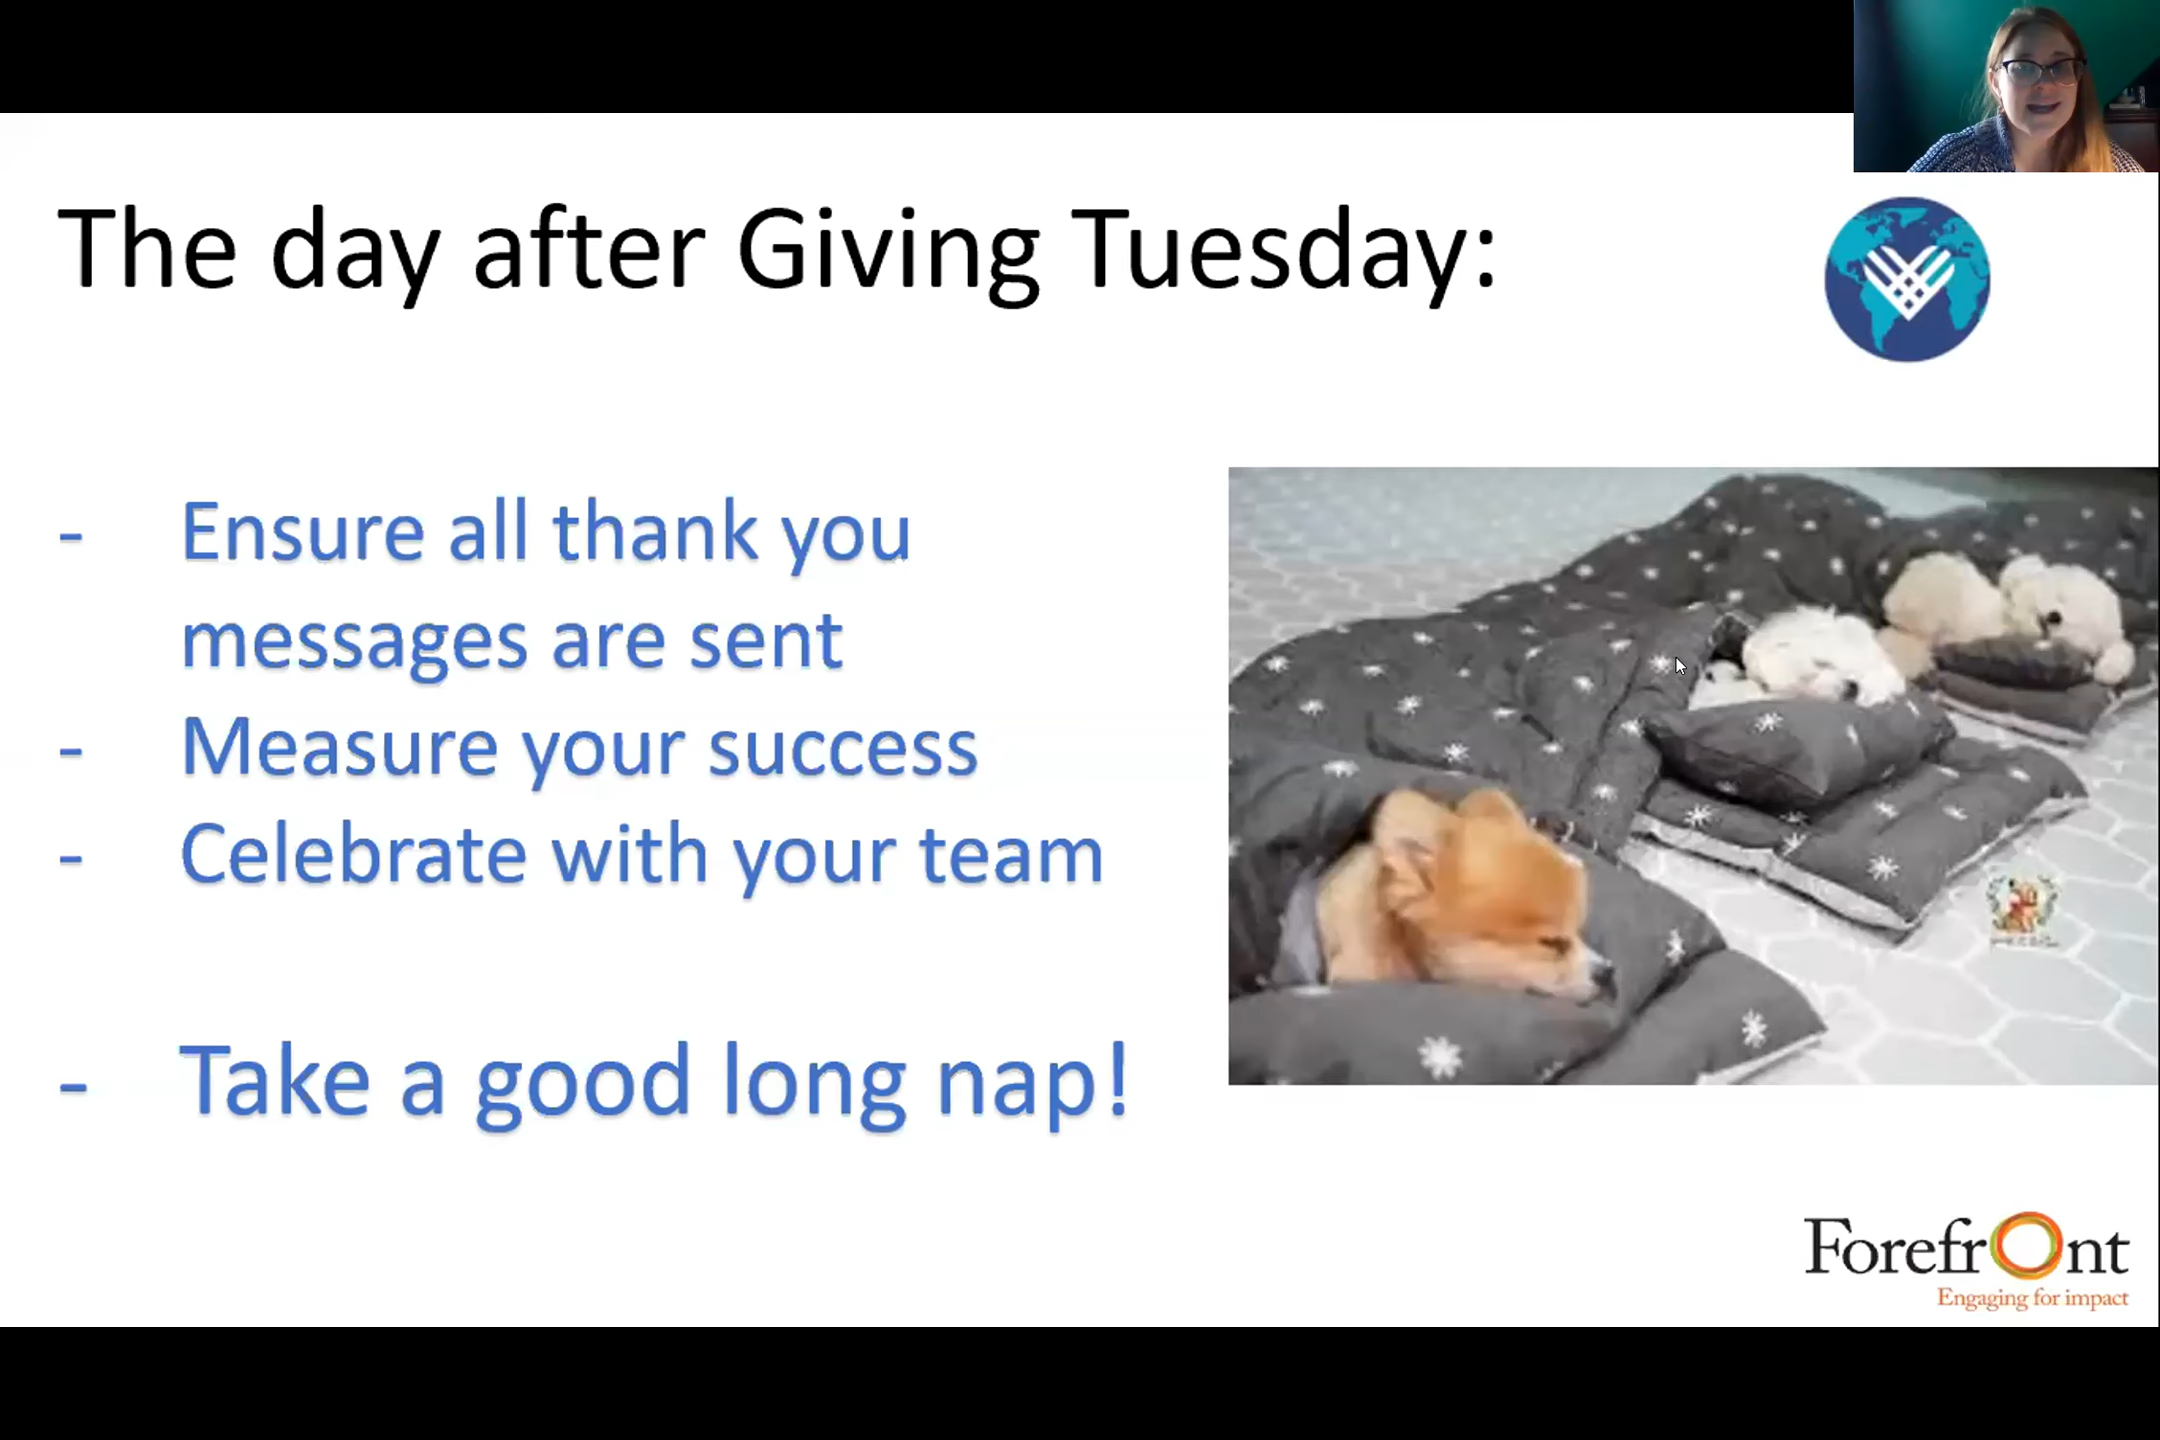 The day after Giving Tuesday:
- Ensure all thank you
messages are sent
- Measure your success
- Celebrate with your team
- Take a good long nap!
Forefront
Engaging for impact